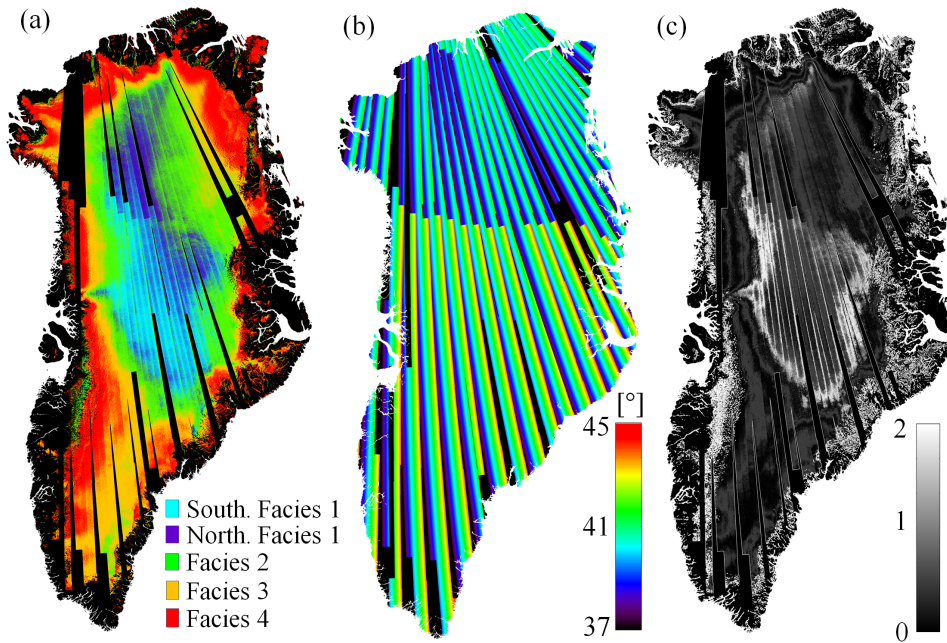 (a)
(b)
(c)
South. Facies 1
North. Facies 1
Facies 2
Facies 3
Facies 4
[°]
45
41
37
2
1
0